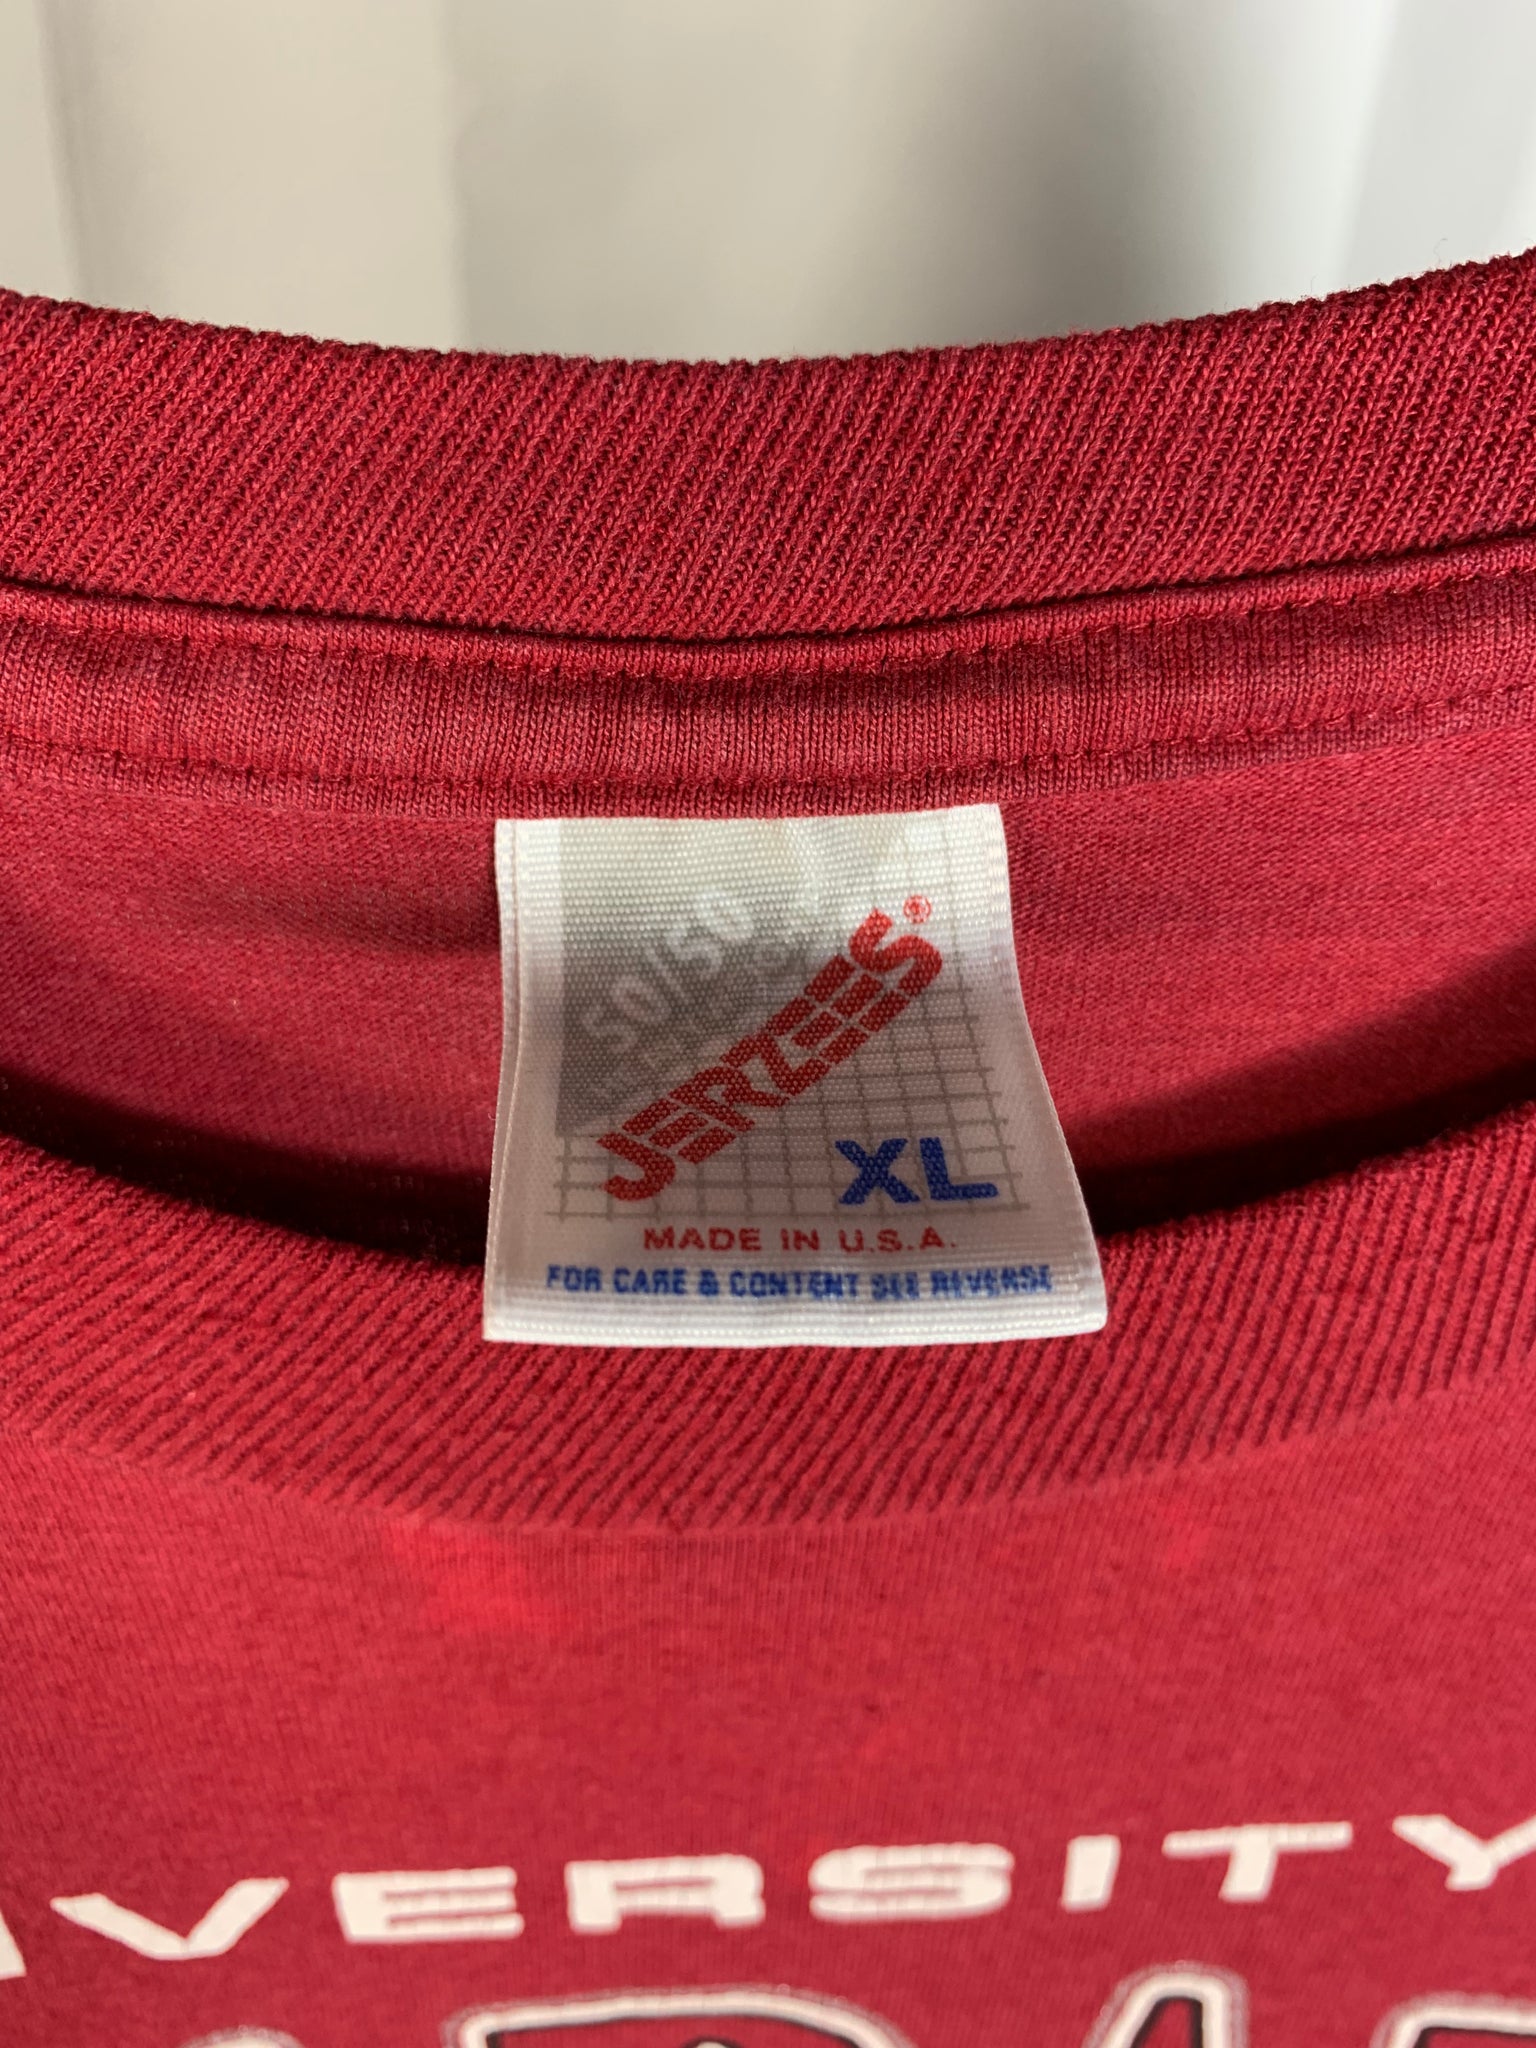 50/50
JERZEES®
XL
MADE IN U.S.A.
FOR CARE & CONTENT SEE REVERSE
VERSITY